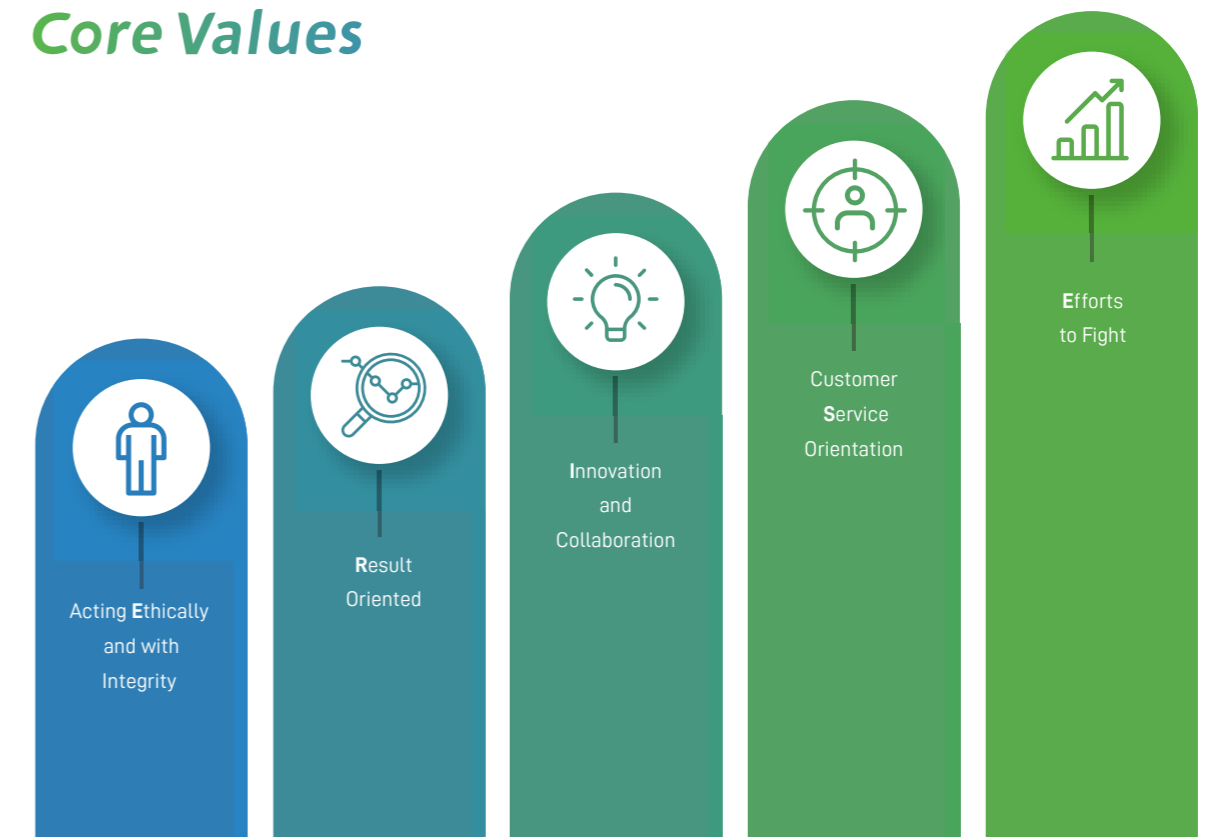 Core Values
Acting Ethically
and with
Integrity
Result
Oriented
Innovation
and
Collaboration
Customer
Service
Orientation
Efforts
to Fight